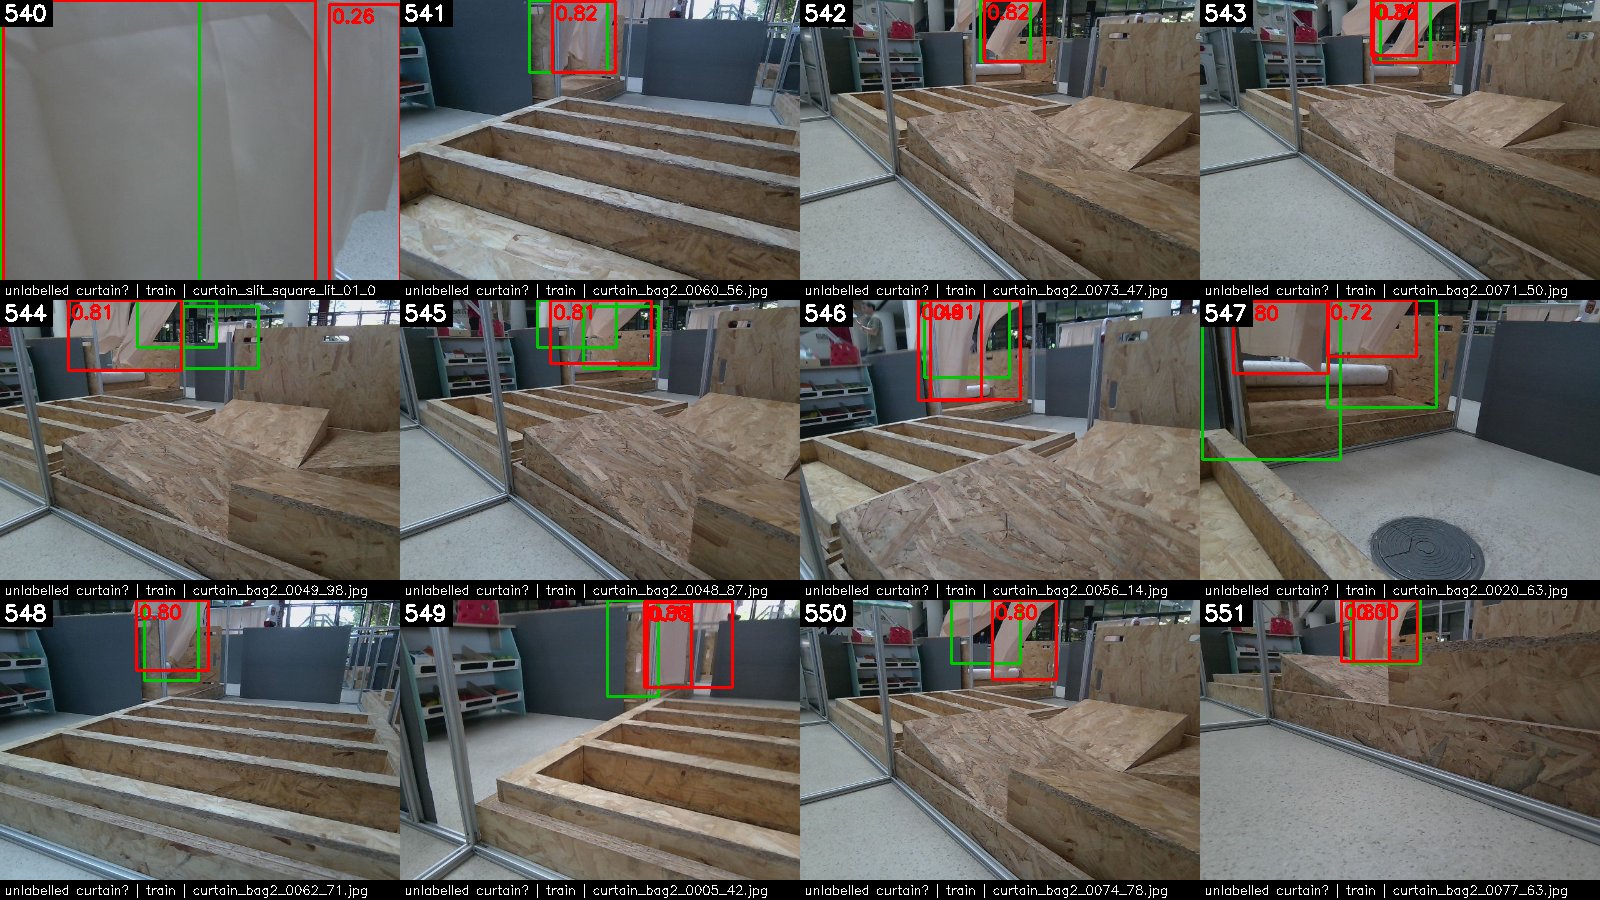 540
0.26
unlabelled curtain? | train | curtain_slit_square_lit_01_0
541
0.82
unlabelled curtain? | train | curtain_bag2_0060_56.jpg
542
0.82
unlabelled curtain? | train | curtain_bag2_0073_47.jpg
543
unlabelled curtain? | train | curtain_bag2_0071_50.jpg
544
0.81
unlabelled curtain? | train | curtain_bag2_0049_98.jpg
545
0.81
unlabelled curtain? | train | curtain_bag2_0048_87.jpg
546
unlabelled curtain? | train | curtain_bag2_0056_14.jpg
547
80
0.72
unlabelled curtain? | train | curtain_bag2_0020_63.jpg
548
0.80
unlabelled curtain? | train | curtain_bag2_0062_71.jpg
549
unlabelled curtain? | train | curtain_bag2_0005_42.jpg
550
0.80
unlabelled curtain? | train | curtain_bag2_0074_78.jpg
551
unlabelled curtain? | train | curtain_bag2_0077_63.jpg